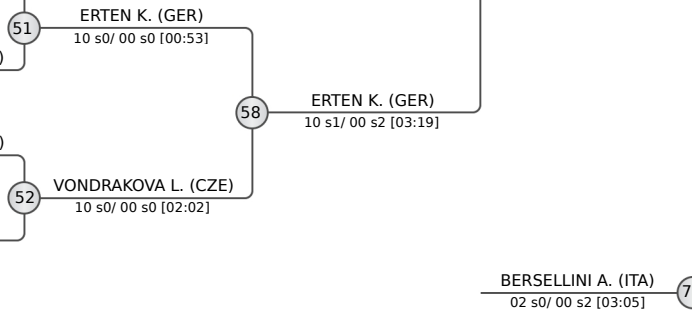 51
ERTEN K. (GER)
10 s0/ 00 s0 [00:53]
)
58
ERTEN K. (GER)
10 s1/ 00 s2 [03:19]
)
52
VONDRAKOVA L. (CZE)
10 s0/ 00 s0 [02:02]
BERSELLINI A. (ITA)
02 s0/ 00 s2 [03:05]
7